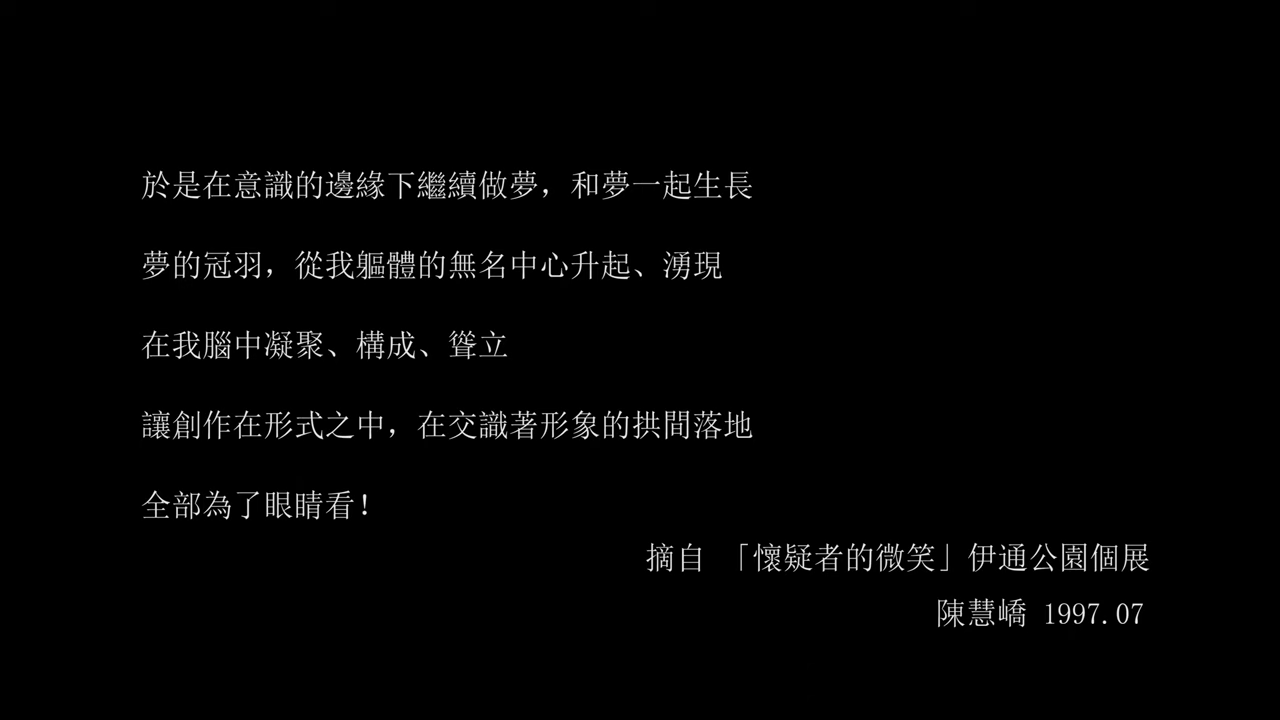 於是在意識的邊緣下繼續做夢，和夢一起生長
夢的冠羽，從我軀體的無名中心升起、湧現
在我腦中凝聚、構成、聳立
讓創作在形式之中，在交識著形象的拱間落地
全部為了眼睛看！
摘自 「懷疑者的微笑」伊通公園個展
陳慧嶠 1997.07